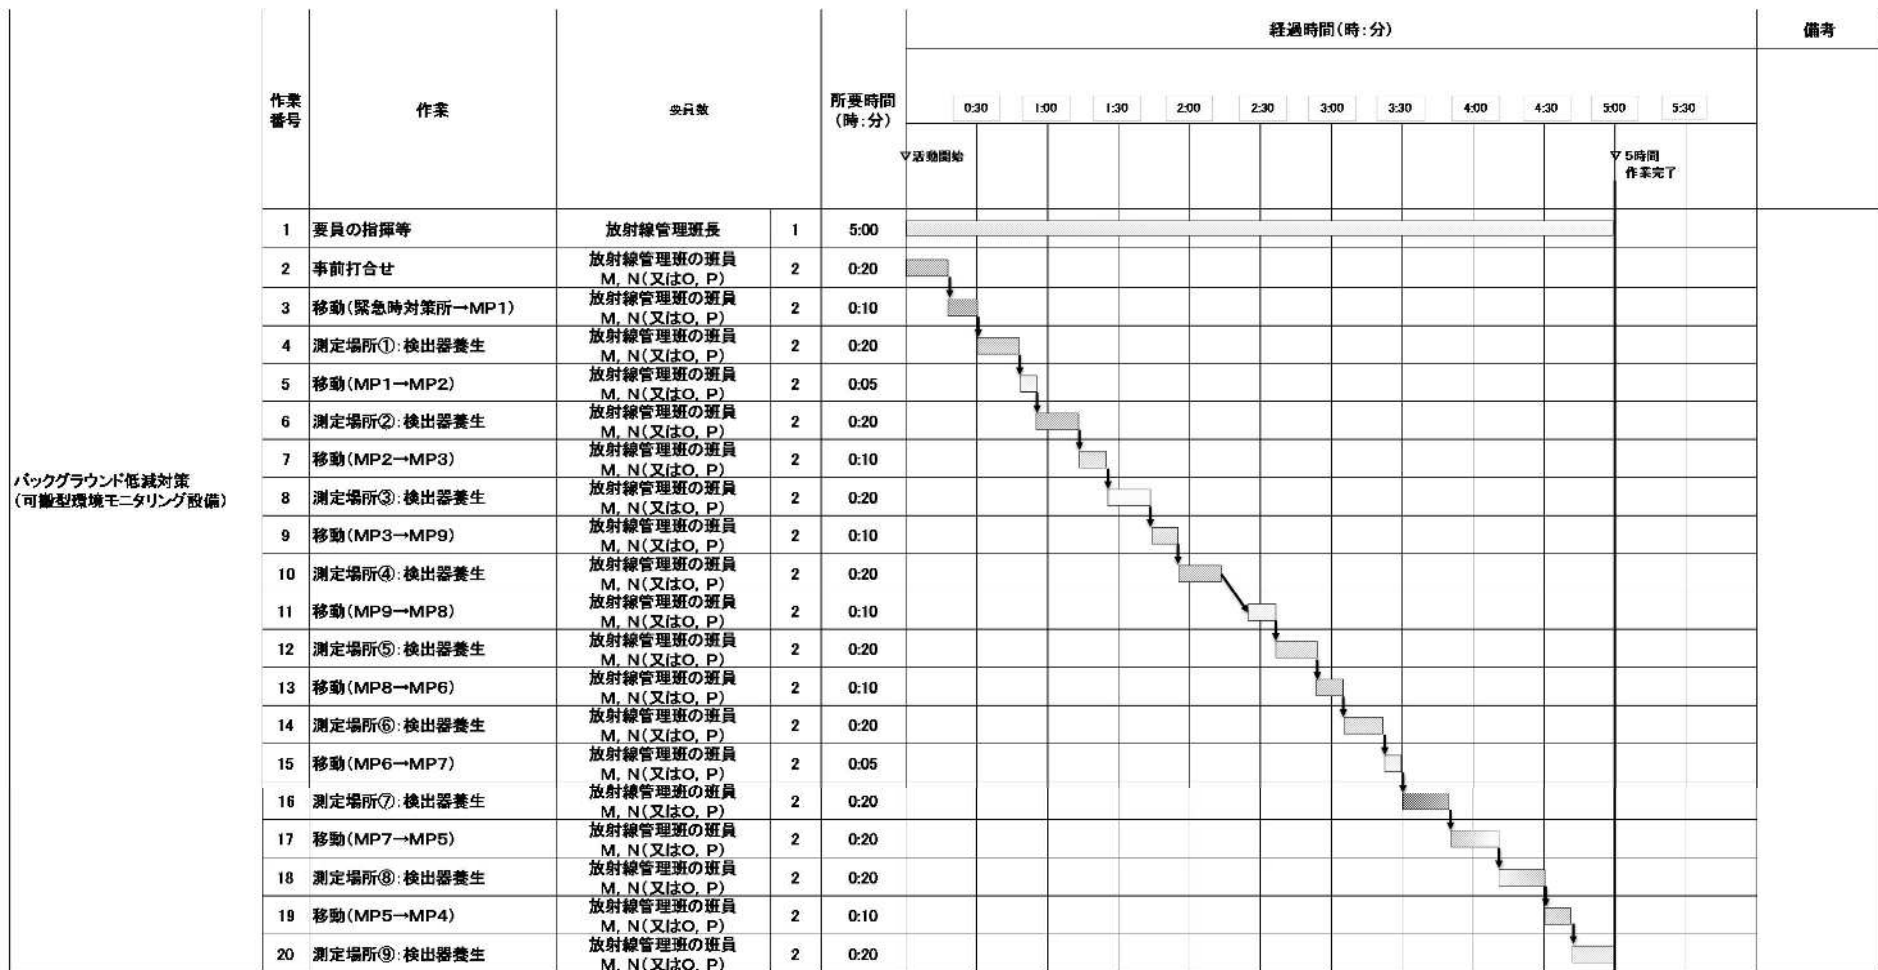 経過時間(時:分)
備考
作業番号
作業
要員数
所要時間(時:分)
0:30 1:00 1:30 2:00 2:30 3:00 3:30 4:00 4:30 5:00 5:30
▽活動開始
▽5時間
作業完了
バックグラウンド低減対策
(可搬型環境モニタリング設備)
1 要員の指揮等 放射線管理班長 1 5:00
2 事前打合せ 放射線管理班の班員 M, N(又はO, P) 2 0:20
3 移動(緊急時対策所→MP1) 放射線管理班の班員 M, N(又はO, P) 2 0:10
4 測定場所①:検出器養生 放射線管理班の班員 M, N(又はO, P) 2 0:20
5 移動(MP1→MP2) 放射線管理班の班員 M, N(又はO, P) 2 0:05
6 測定場所②:検出器養生 放射線管理班の班員 M, N(又はO, P) 2 0:20
7 移動(MP2→MP3) 放射線管理班の班員 M, N(又はO, P) 2 0:10
8 測定場所③:検出器養生 放射線管理班の班員 M, N(又はO, P) 2 0:20
9 移動(MP3→MP9) 放射線管理班の班員 M, N(又はO, P) 2 0:10
10 測定場所④:検出器養生 放射線管理班の班員 M, N(又はO, P) 2 0:20
11 移動(MP9→MP8) 放射線管理班の班員 M, N(又はO, P) 2 0:10
12 測定場所⑤:検出器養生 放射線管理班の班員 M, N(又はO, P) 2 0:20
13 移動(MP8→MP6) 放射線管理班の班員 M, N(又はO, P) 2 0:10
14 測定場所⑥:検出器養生 放射線管理班の班員 M, N(又はO, P) 2 0:20
15 移動(MP6→MP7) 放射線管理班の班員 M, N(又はO, P) 2 0:05
16 測定場所⑦:検出器養生 放射線管理班の班員 M, N(又はO, P) 2 0:20
17 移動(MP7→MP5) 放射線管理班の班員 M, N(又はO, P) 2 0:20
18 測定場所⑧:検出器養生 放射線管理班の班員 M, N(又はO, P) 2 0:20
19 移動(MP5→MP4) 放射線管理班の班員 M, N(又はO, P) 2 0:10
20 測定場所⑨:検出器養生 放射線管理班の班員 M, N(又はO, P) 2 0:20